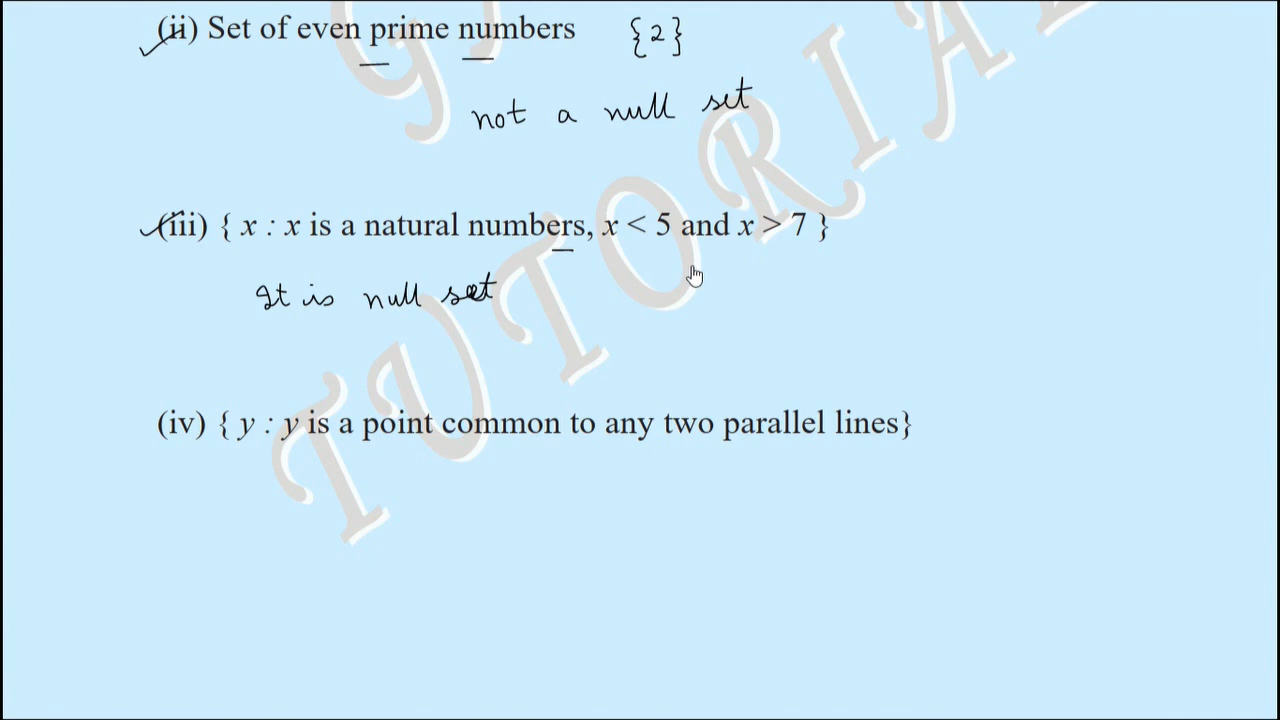 (ii) Set of even prime numbers {2}
not a null set
(iii) { x : x is a natural numbers, x < 5 and x > 7 }
It is null set
(iv) { y : y is a point common to any two parallel lines}
TUTORIA